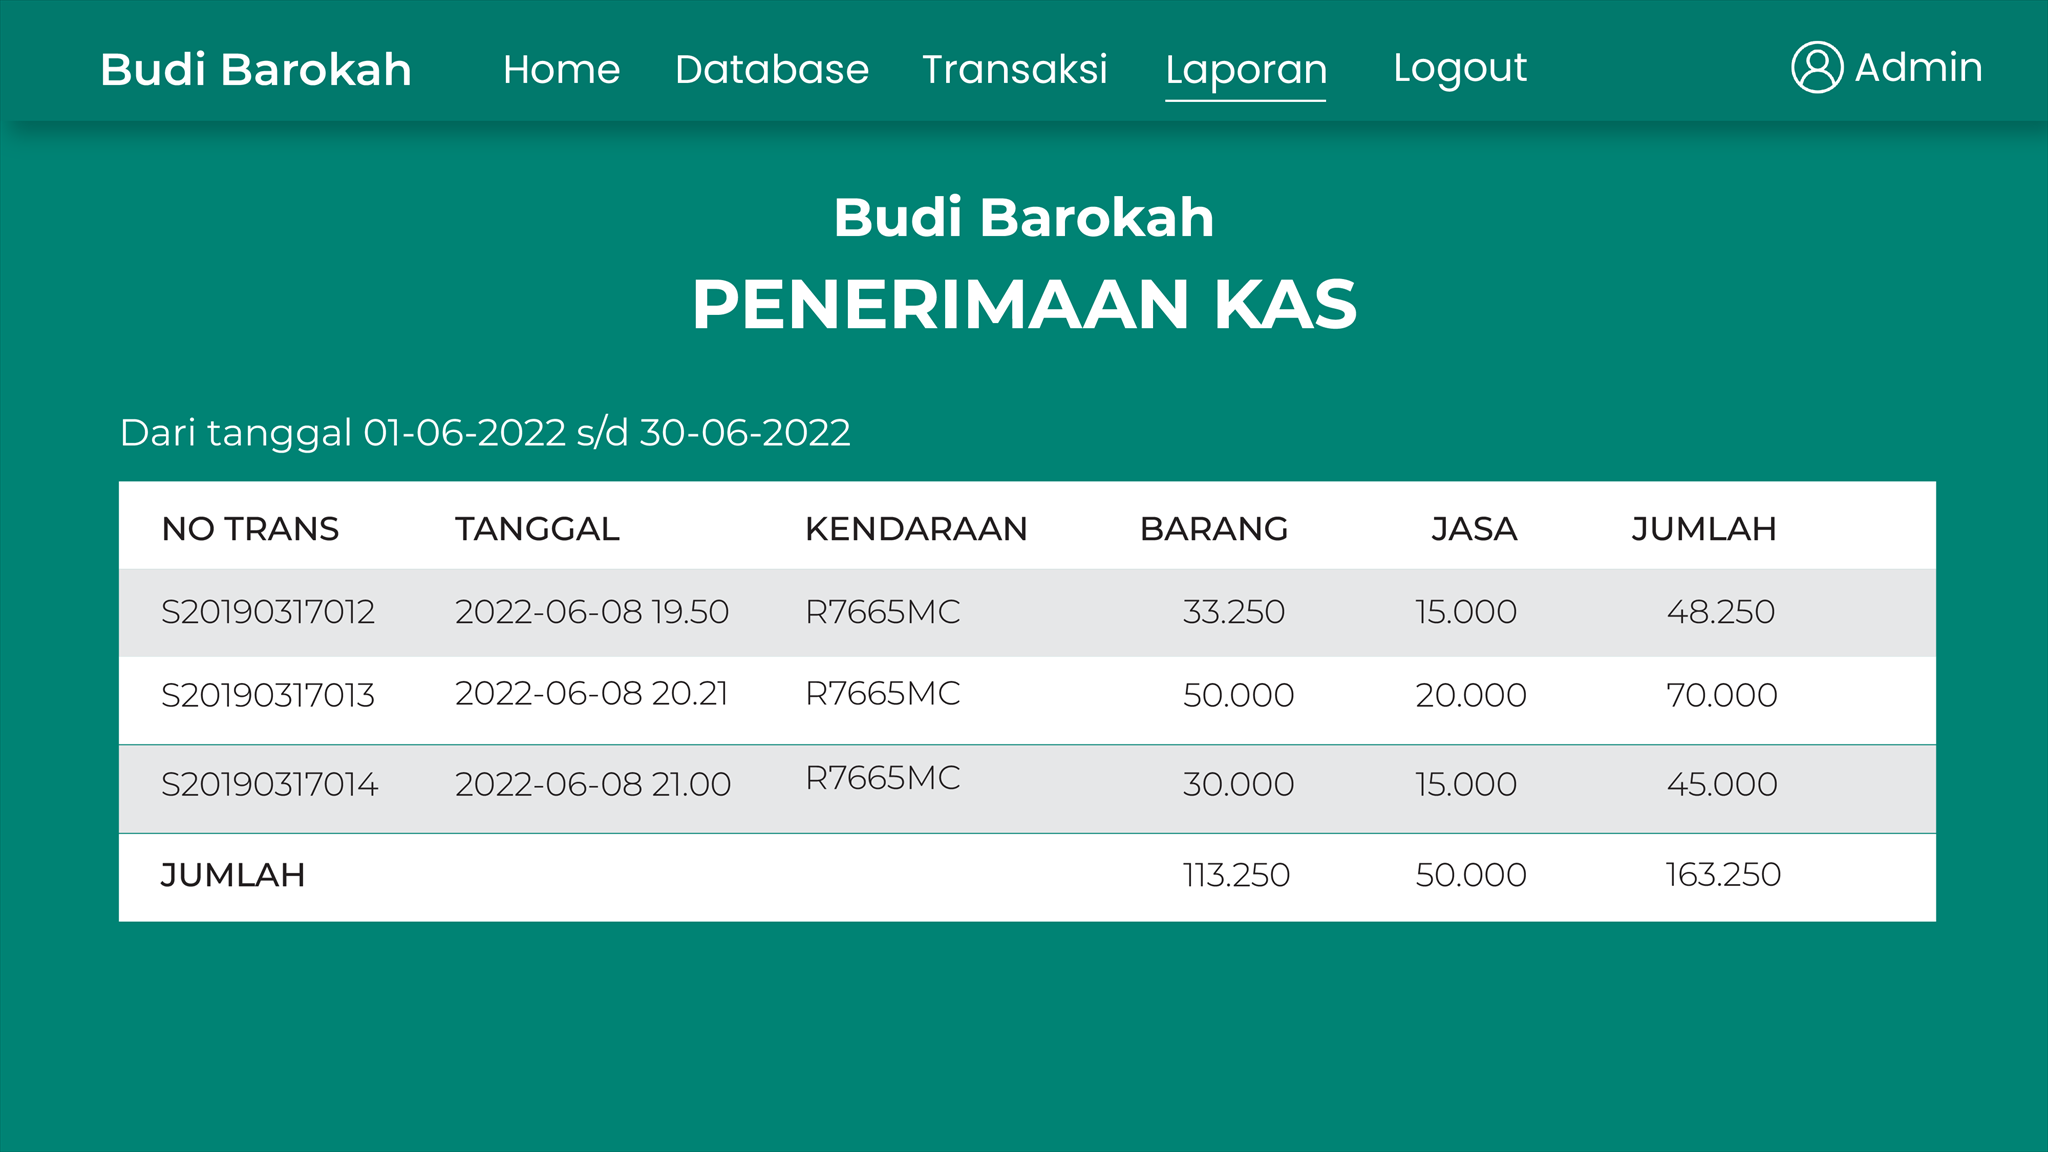 Budi Barokah Home Database Transaksi Laporan Logout Admin
Budi Barokah
PENERIMAAN KAS
Dari tanggal 01-06-2022 s/d 30-06-2022
NO TRANS TANGGAL KENDARAAN BARANG JASA JUMLAH
S20190317012 2022-06-08 19.50 R7665MC 33.250 15.000 48.250
S20190317013 2022-06-08 20.21 R7665MC 50.000 20.000 70.000
S20190317014 2022-06-08 21.00 R7665MC 30.000 15.000 45.000
JUMLAH 113.250 50.000 163.250